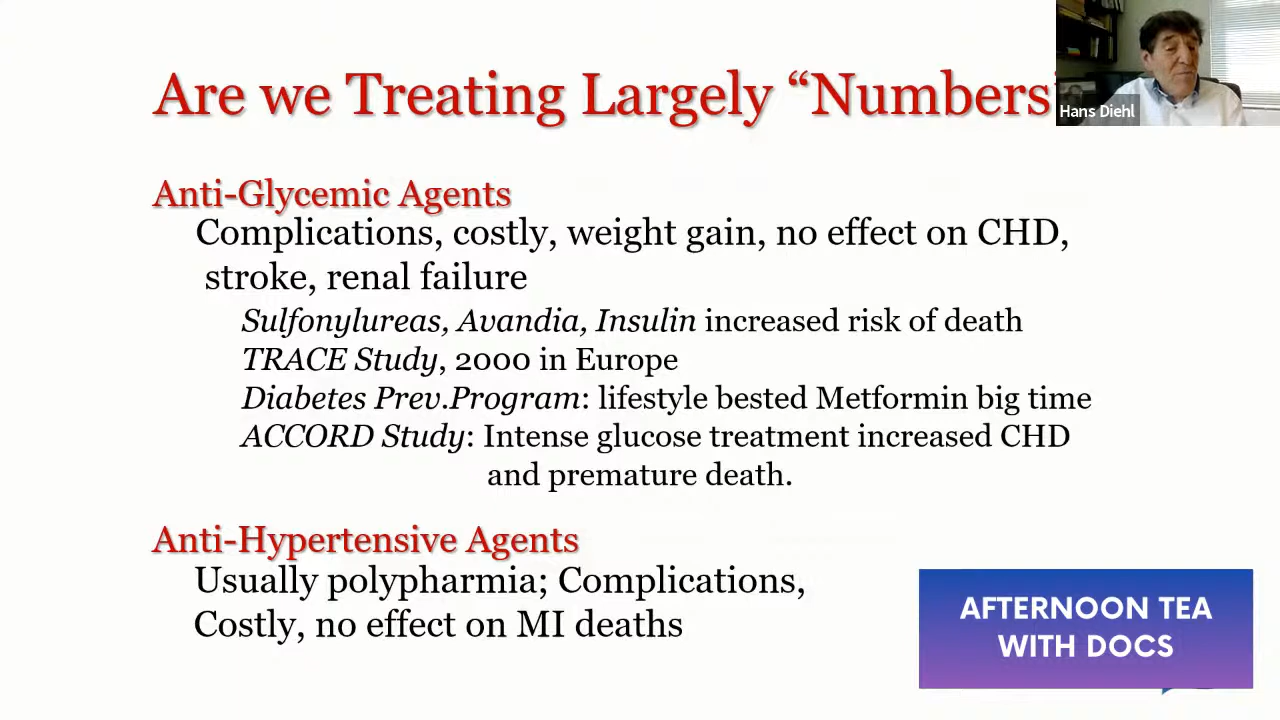 Are we Treating Largely “Numbers
Hans Diehl
Anti-Glycemic Agents
Complications, costly, weight gain, no effect on CHD,
stroke, renal failure
Sulfonylureas, Avandia, Insulin increased risk of death
TRACE Study, 2000 in Europe
Diabetes Prev.Program: lifestyle bested Metformin big time
ACCORD Study: Intense glucose treatment increased CHD
and premature death.
Anti-Hypertensive Agents
Usually polypharmia; Complications,
Costly, no effect on MI deaths
AFTERNOON TEA
WITH DOCS